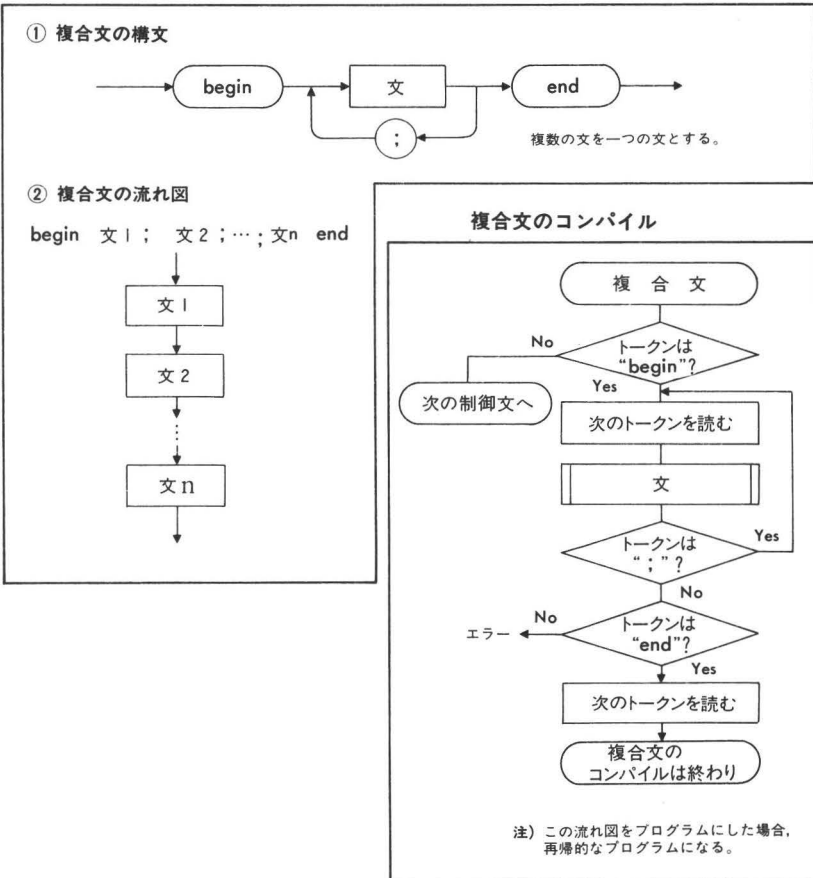 ① 複合文の構文
begin
文
end
;
複数の文を一つの文とする。
② 複合文の流れ図
begin 文1； 文2；…；文n end
文1
文2
⋮
文n
複合文のコンパイル
複 合 文
トークンは
“begin”?
No
Yes
次の制御文へ
次のトークンを読む
文
トークンは
“；”?
Yes
No
トークンは
“end”?
No
エラー
Yes
次のトークンを読む
複合文の
コンパイルは終わり
注) この流れ図をプログラムにした場合,
再帰的なプログラムになる。